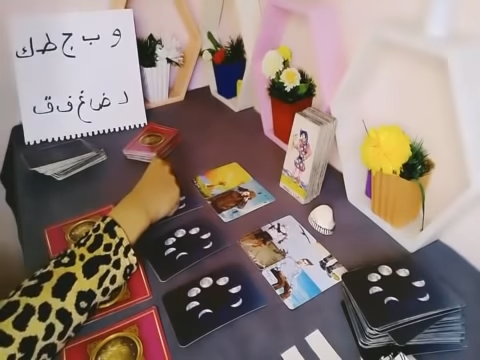 و ب ج ط ك
د ض غ ف ق